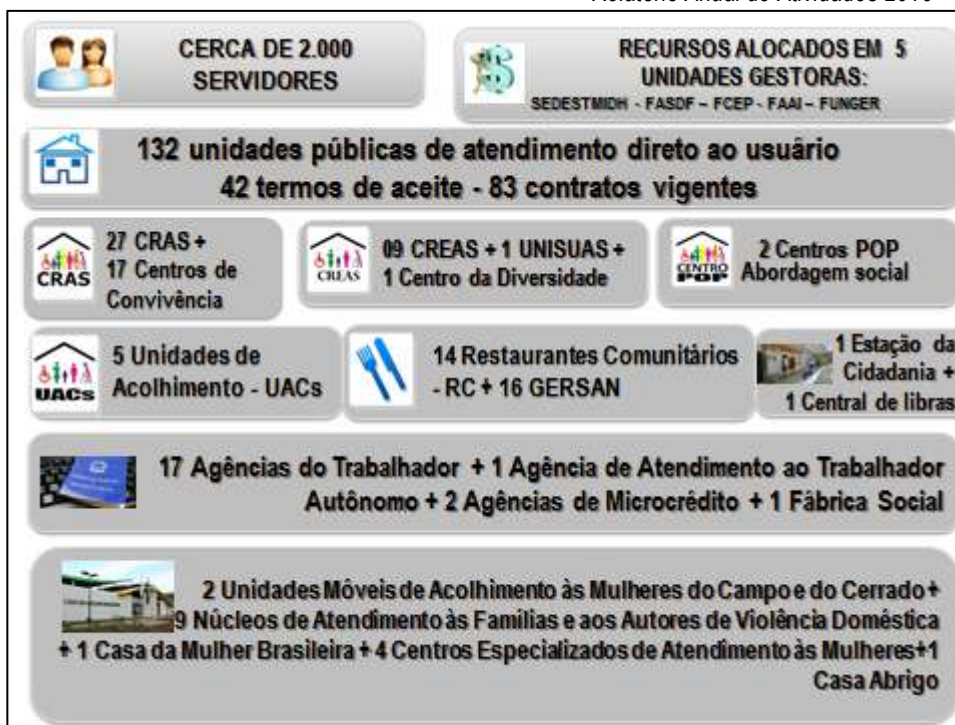 CERCA DE 2.000
SERVIDORES
RECURSOS ALOCADOS EM 5
UNIDADES GESTORAS:
SEDESTMIDH - FASDF – FCEP - FAAI – FUNGER
132 unidades públicas de atendimento direto ao usuário
42 termos de aceite - 83 contratos vigentes
CRAS
27 CRAS +
17 Centros de
Convivência
CREAS
09 CREAS + 1 UNISUAS +
1 Centro da Diversidade
CENTRO
POP
2 Centros POP
Abordagem social
UACs
5 Unidades de
Acolhimento - UACs
14 Restaurantes Comunitários
- RC + 16 GERSAN
1 Estação da
Cidadania +
1 Central de libras
17 Agências do Trabalhador + 1 Agência de Atendimento ao Trabalhador
Autônomo + 2 Agências de Microcrédito + 1 Fábrica Social
2 Unidades Móveis de Acolhimento às Mulheres do Campo e do Cerrado +
9 Núcleos de Atendimento às Famílias e aos Autores de Violência Doméstica
+ 1 Casa da Mulher Brasileira + 4 Centros Especializados de Atendimento às Mulheres+1
Casa Abrigo